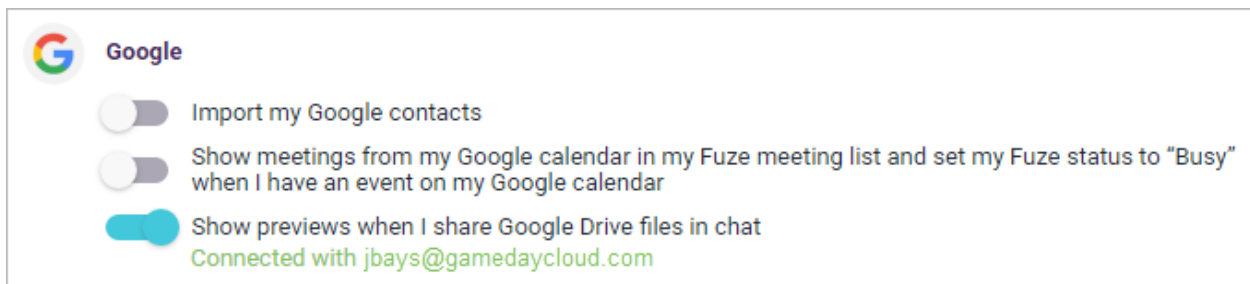 Google
Import my Google contacts
Show meetings from my Google calendar in my Fuze meeting list and set my Fuze status to “Busy”
when I have an event on my Google calendar
Show previews when I share Google Drive files in chat
Connected with jbays@gamedaycloud.com